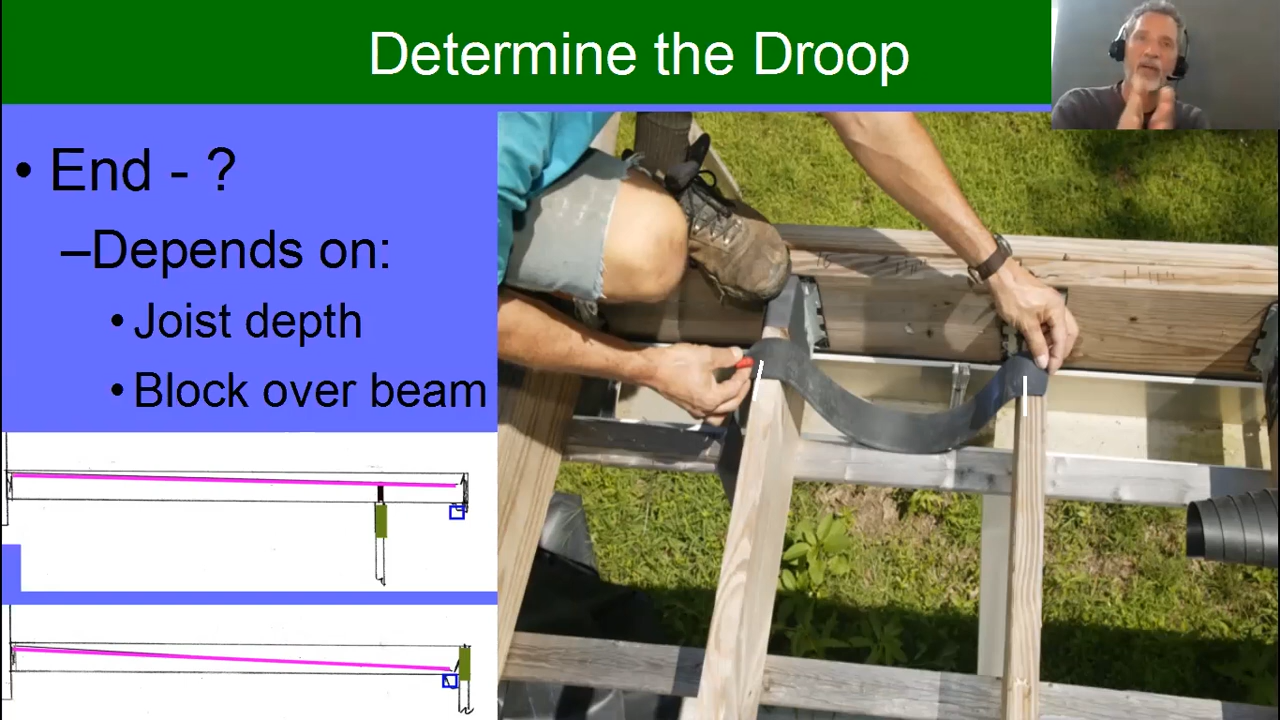 Determine the Droop
• End - ?
–Depends on:
• Joist depth
• Block over beam